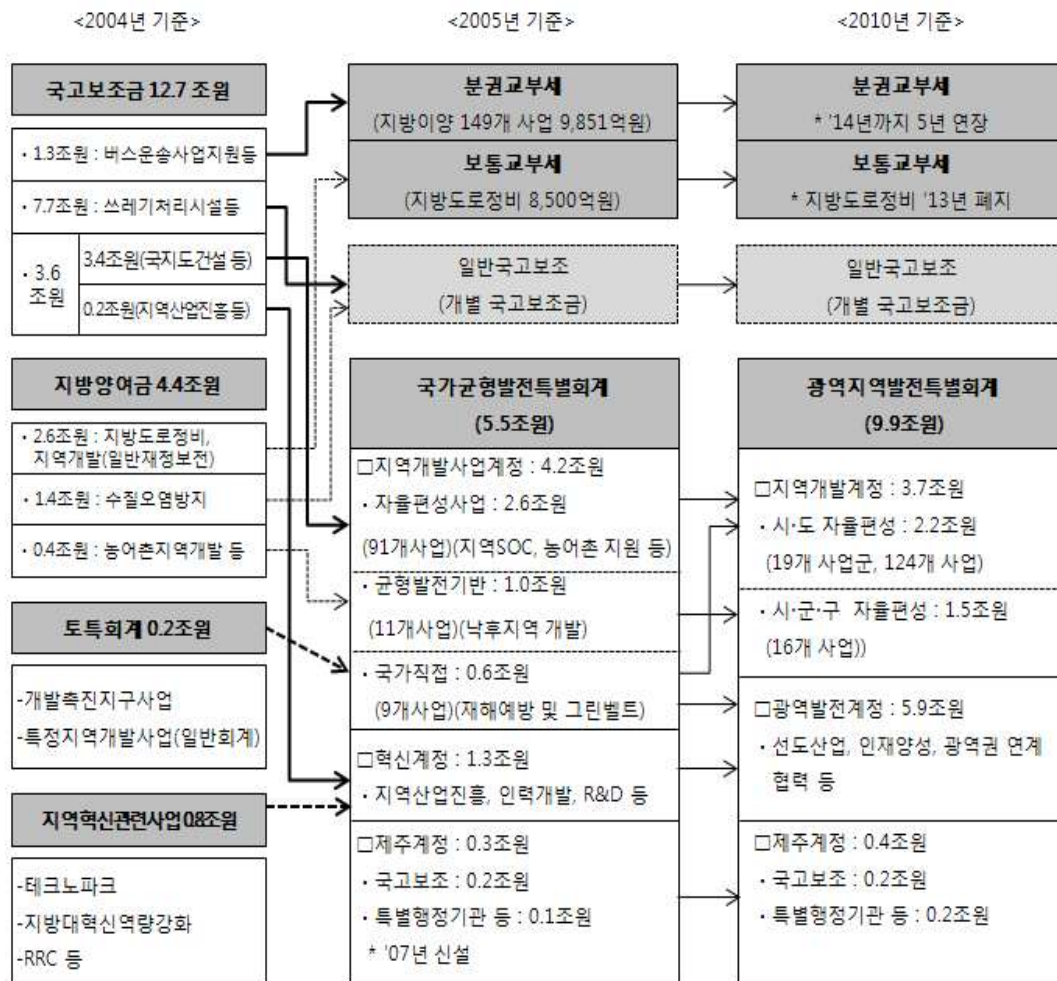 <2004년 기준>
<2005년 기준>
<2010년 기준>
국고보조금 12.7 조원
· 1.3조원 : 버스운송사업지원등
· 7.7조원 : 쓰레기처리시설등
· 3.6
조원
3.4조원(국지도건설 등)
0.2조원(지역산업진흥등)
지방양여금 4.4조원
· 2.6조원 : 지방도로정비,
지역개발(일반재정보전)
· 1.4조원 : 수질오염방지
· 0.4조원 : 농어촌지역개발 등
토특회계 0.2조원
-개발촉진지구사업
-특정지역개발사업(일반회계)
지역혁신관련사업 0.8조원
-테크노파크
-지방대혁신역량강화
-RRC 등
분권교부세
(지방이양 149개 사업 9,851억원)
보통교부세
(지방도로정비 8,500억원)
일반국고보조
(개별 국고보조금)
국가균형발전특별회계
(5.5조원)
□지역개발사업계정 : 4.2조원
· 자율편성사업 : 2.6조원
(91개사업)(지역SOC, 농어촌 지원 등)
· 균형발전기반 : 1.0조원
(11개사업)(낙후지역 개발)
· 국가직접 : 0.6조원
(9개사업)(재해예방 및 그린벨트)
□혁신계정 : 1.3조원
· 지역산업진흥, 인력개발, R&D 등
□제주계정 : 0.3조원
· 국고보조 : 0.2조원
· 특별행정기관 등 : 0.1조원
* '07년 신설
분권교부세
* '14년까지 5년 연장
보통교부세
* 지방도로정비 '13년 폐지
일반국고보조
(개별 국고보조금)
광역지역발전특별회계
(9.9조원)
□지역개발계정 : 3.7조원
· 시·도 자율편성 : 2.2조원
(19개 사업군, 124개 사업)
· 시·군·구 자율편성 : 1.5조원
(16개 사업))
□광역발전계정 : 5.9조원
· 선도산업, 인재양성, 광역권 연계
협력 등
□제주계정 : 0.4조원
· 국고보조 : 0.2조원
· 특별행정기관 등 : 0.2조원